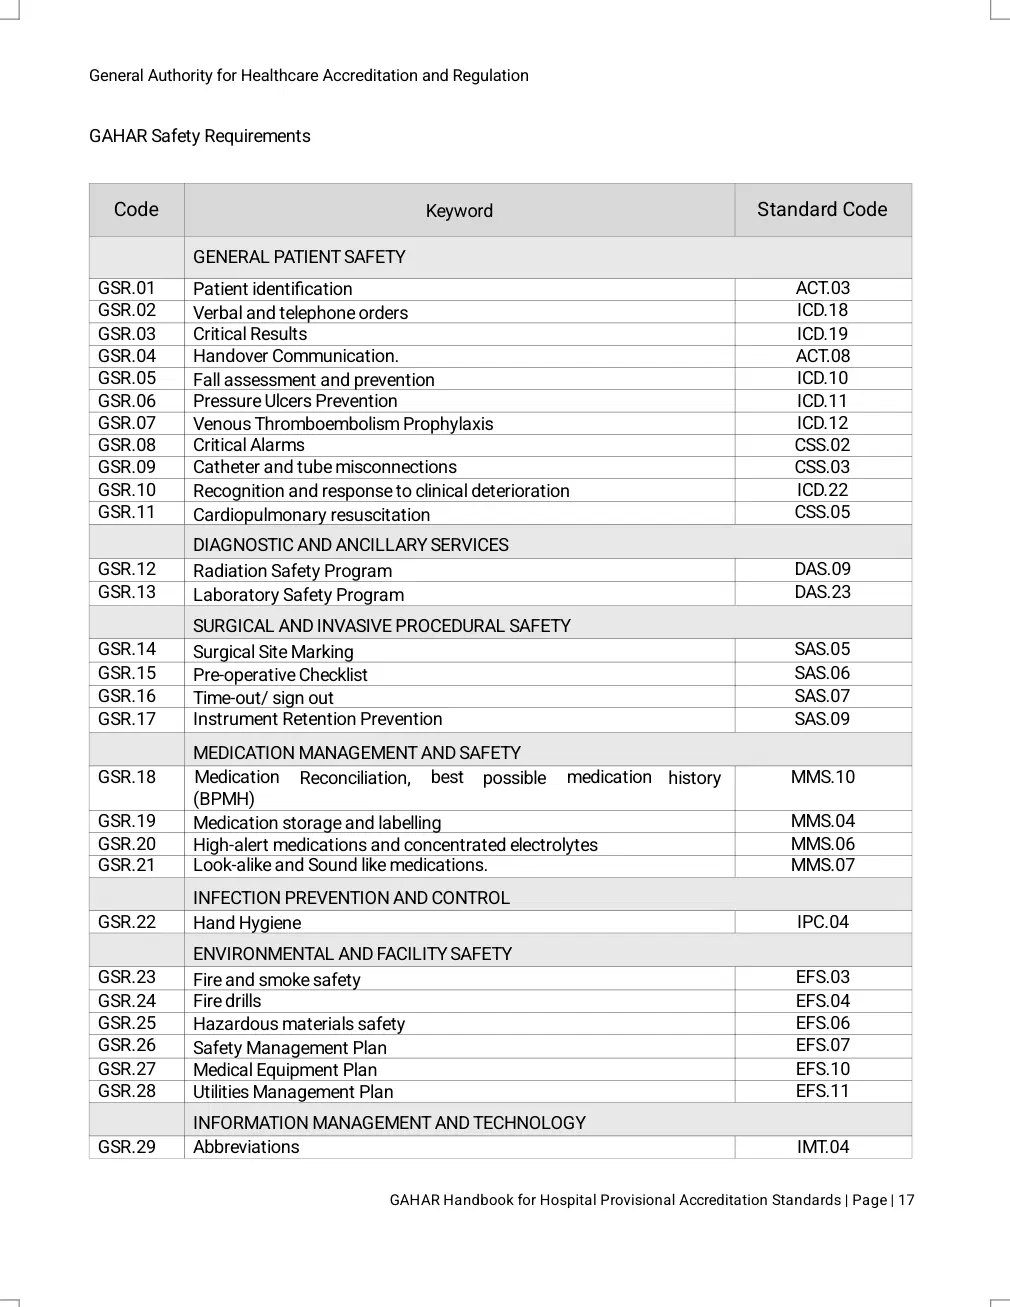 General Authority for Healthcare Accreditation and Regulation
GAHAR Safety Requirements
Code Keyword Standard Code
GENERAL PATIENT SAFETY
GSR.01 Patient identification ACT.03
GSR.02 Verbal and telephone orders ICD.18
GSR.03 Critical Results ICD.19
GSR.04 Handover Communication. ACT.08
GSR.05 Fall assessment and prevention ICD.10
GSR.06 Pressure Ulcers Prevention ICD.11
GSR.07 Venous Thromboembolism Prophylaxis ICD.12
GSR.08 Critical Alarms CSS.02
GSR.09 Catheter and tube misconnections CSS.03
GSR.10 Recognition and response to clinical deterioration ICD.22
GSR.11 Cardiopulmonary resuscitation CSS.05
DIAGNOSTIC AND ANCILLARY SERVICES
GSR.12 Radiation Safety Program DAS.09
GSR.13 Laboratory Safety Program DAS.23
SURGICAL AND INVASIVE PROCEDURAL SAFETY
GSR.14 Surgical Site Marking SAS.05
GSR.15 Pre-operative Checklist SAS.06
GSR.16 Time-out/ sign out SAS.07
GSR.17 Instrument Retention Prevention SAS.09
MEDICATION MANAGEMENT AND SAFETY
GSR.18 Medication Reconciliation, best possible medication history MMS.10
(BPMH)
GSR.19 Medication storage and labelling MMS.04
GSR.20 High-alert medications and concentrated electrolytes MMS.06
GSR.21 Look-alike and Sound like medications. MMS.07
INFECTION PREVENTION AND CONTROL
GSR.22 Hand Hygiene IPC.04
ENVIRONMENTAL AND FACILITY SAFETY
GSR.23 Fire and smoke safety EFS.03
GSR.24 Fire drills EFS.04
GSR.25 Hazardous materials safety EFS.06
GSR.26 Safety Management Plan EFS.07
GSR.27 Medical Equipment Plan EFS.10
GSR.28 Utilities Management Plan EFS.11
INFORMATION MANAGEMENT AND TECHNOLOGY
GSR.29 Abbreviations IMT.04
GAHAR Handbook for Hospital Provisional Accreditation Standards | Page | 17